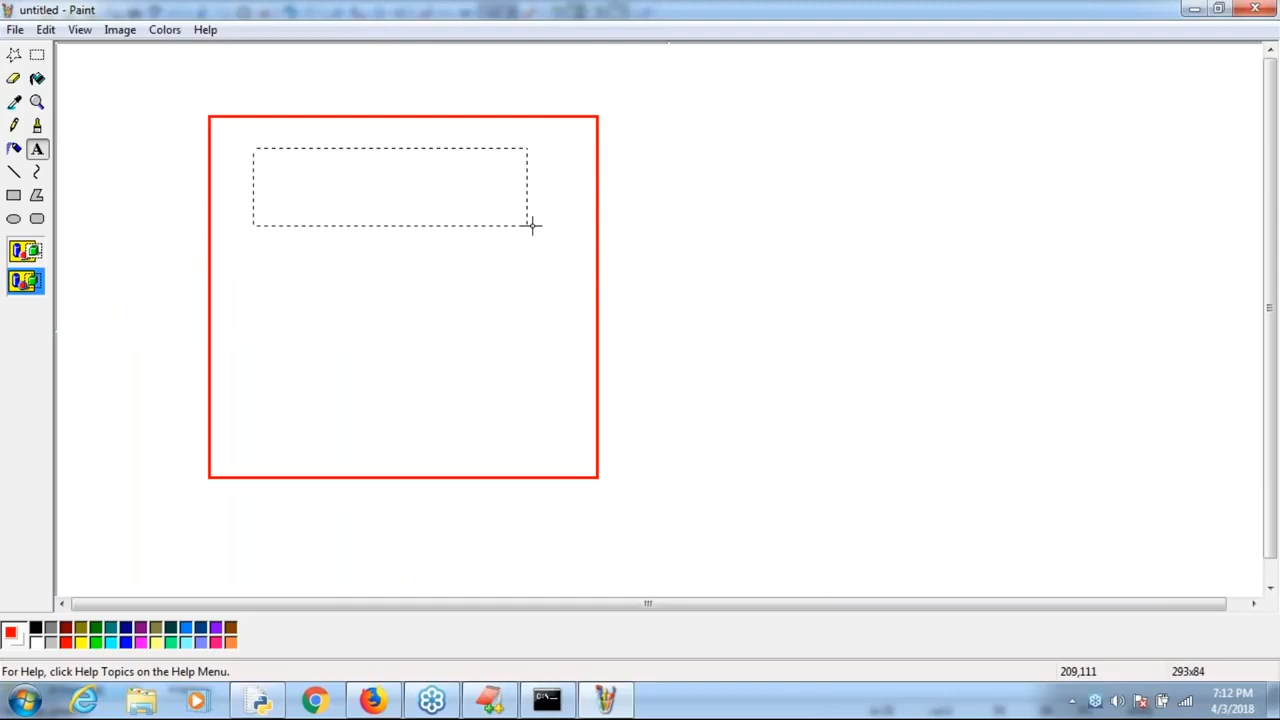 untitled - Paint
File Edit View Image Colors Help
A
For Help, click Help Topics on the Help Menu.
209,111
293x84
C:\_
7:12 PM
4/3/2018